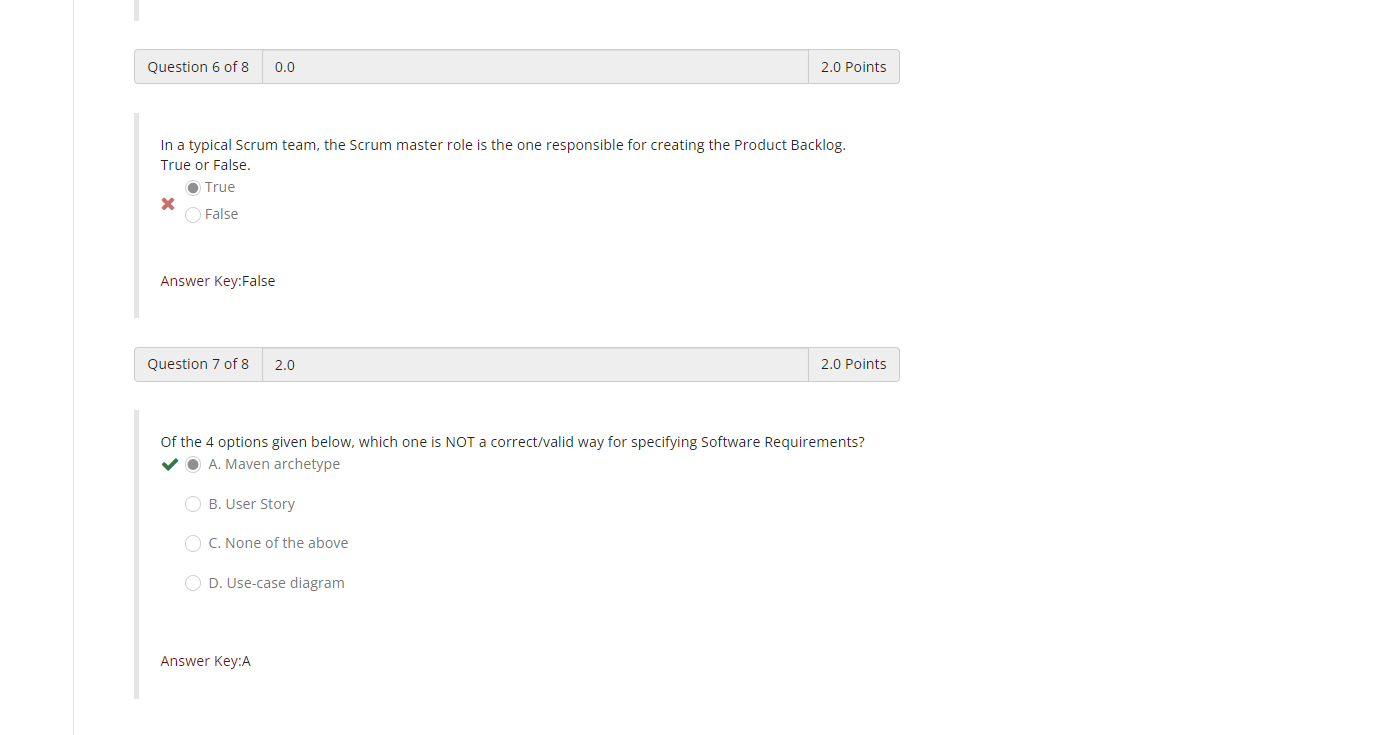 Question 6 of 8 0.0 2.0 Points
In a typical Scrum team, the Scrum master role is the one responsible for creating the Product Backlog.
True or False.
True
False
Answer Key:False
Question 7 of 8 2.0 2.0 Points
Of the 4 options given below, which one is NOT a correct/valid way for specifying Software Requirements?
A. Maven archetype
B. User Story
C. None of the above
D. Use-case diagram
Answer Key:A